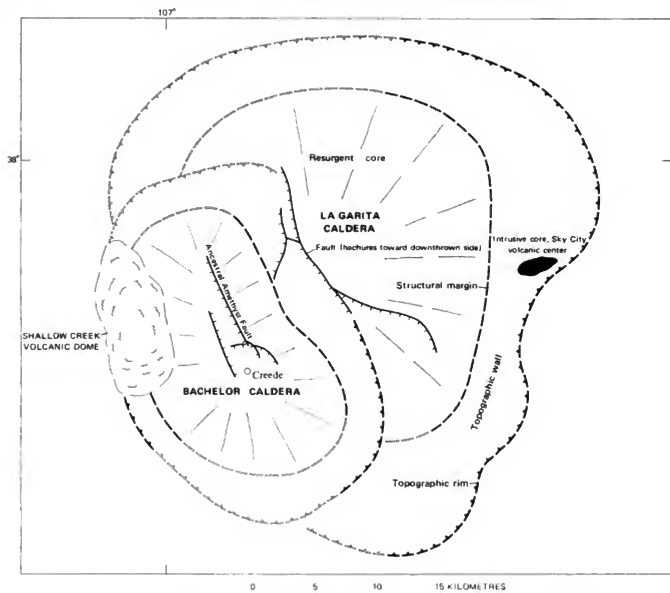 107°
38°
Resurgent core
LA GARITA
CALDERA
Fault (hachures toward downthrown side)
Intrusive core, Sky City
volcanic center
Structural margin
Ancestral Amethyst Fault
SHALLOW CREEK
VOLCANIC DOME
Creede
BACHELOR CALDERA
Topographic wall
Topographic rim
0 5 10 15 KILOMETRES